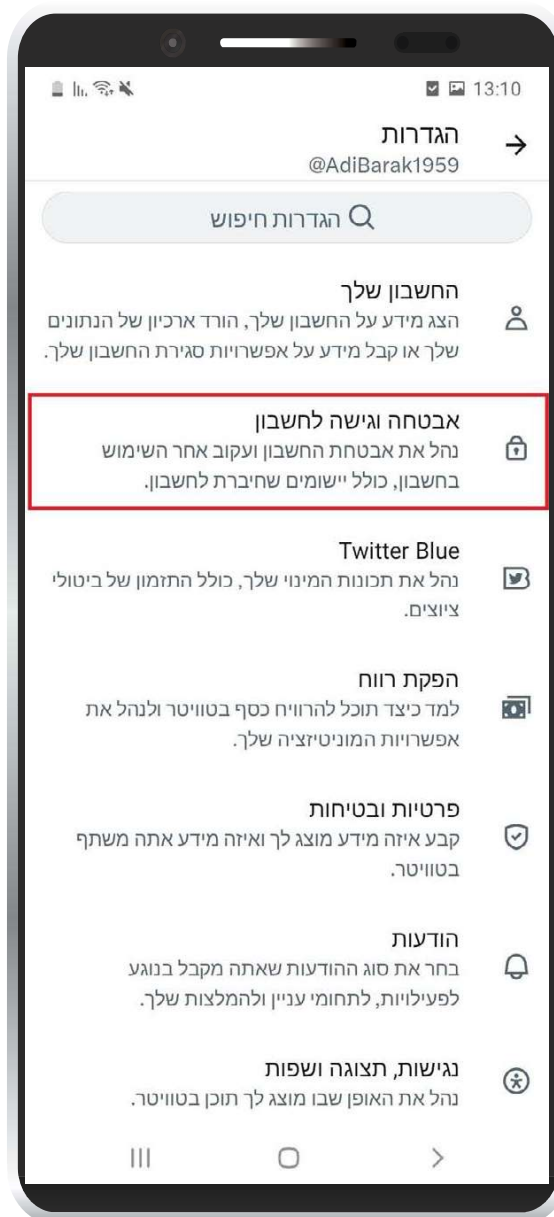 13:10
הגדרות
@AdiBarak1959
הגדרות חיפוש
החשבון שלך
הצג מידע על החשבון שלך, הורד ארכיון של הנתונים
שלך או קבל מידע על אפשרויות סגירת החשבון שלך.
אבטחה וגישה לחשבון
נהל את אבטחת החשבון ועקוב אחר השימוש
בחשבון, כולל יישומים שחיברת לחשבון.
Twitter Blue
נהל את תכונות המינוי שלך, כולל התזמון של ביטולי
ציוצים.
הפקת רווח
למד כיצד תוכל להרוויח כסף בטוויטר ולנהל את
אפשרויות המוניטיזציה שלך.
פרטיות ובטיחות
קבע איזה מידע מוצג לך ואיזה מידע אתה משתף
בטוויטר.
הודעות
בחר את סוג ההודעות שאתה מקבל בנוגע
לפעילויות, לתחומי עניין ולהמלצות שלך.
נגישות, תצוגה ושפות
נהל את האופן שבו מוצג לך תוכן בטוויטר.